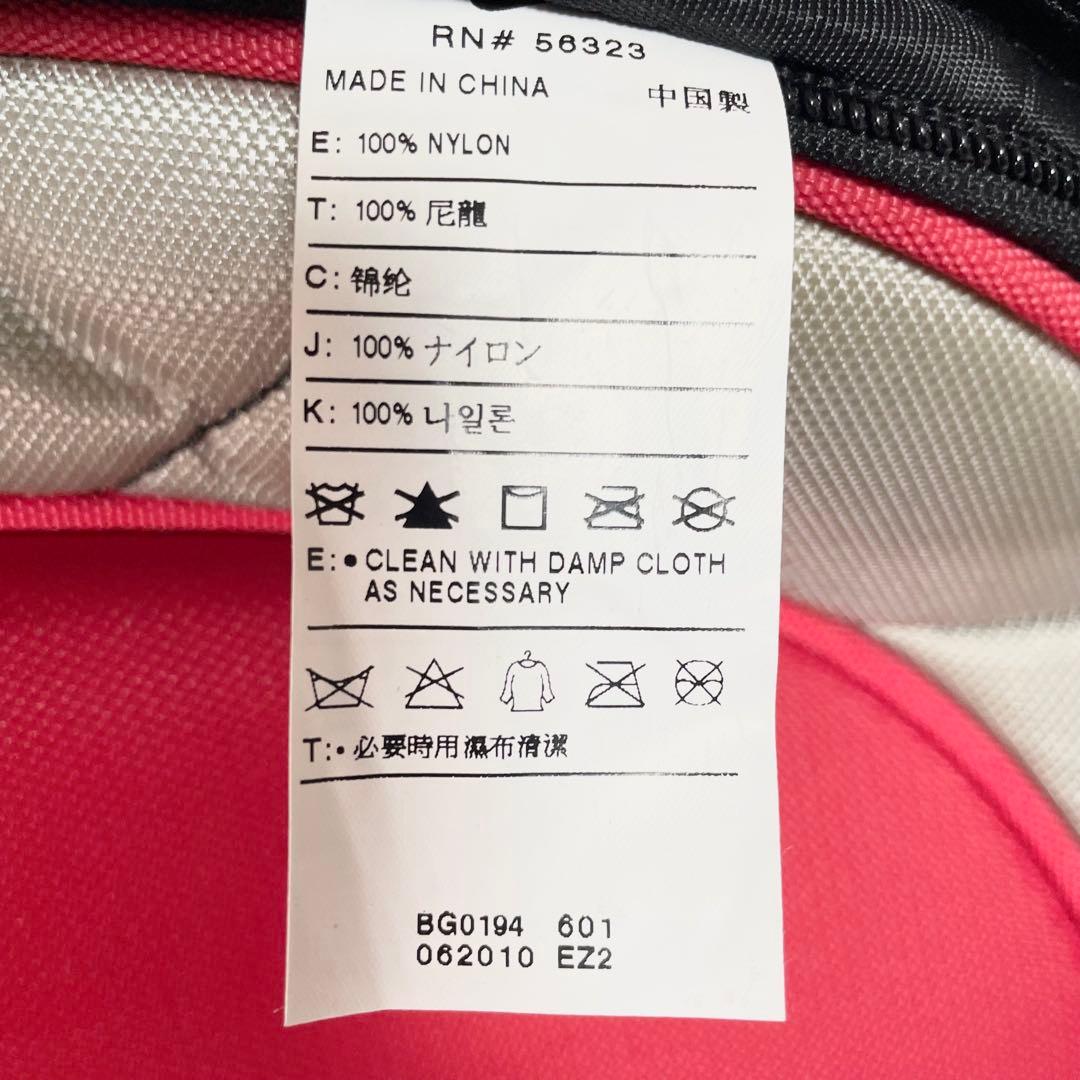 RN# 56323
MADE IN CHINA 中国製
E: 100% NYLON
T: 100% 尼龍
C: 锦纶
J: 100% ナイロン
K: 100% 나일론
E: • CLEAN WITH DAMP CLOTH
AS NECESSARY
T: • 必要時用濕布清潔
BG0194 601
062010 EZ2